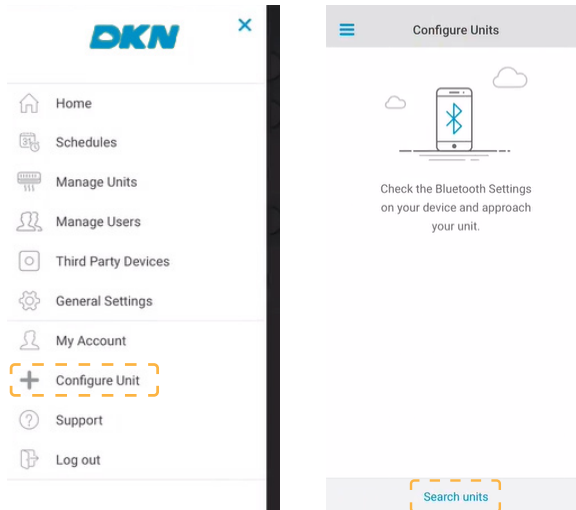 DKN
Home
Schedules
Manage Units
Manage Users
Third Party Devices
General Settings
My Account
Configure Unit
Support
Log out
Configure Units
Check the Bluetooth Settings
on your device and approach
your unit.
Search units